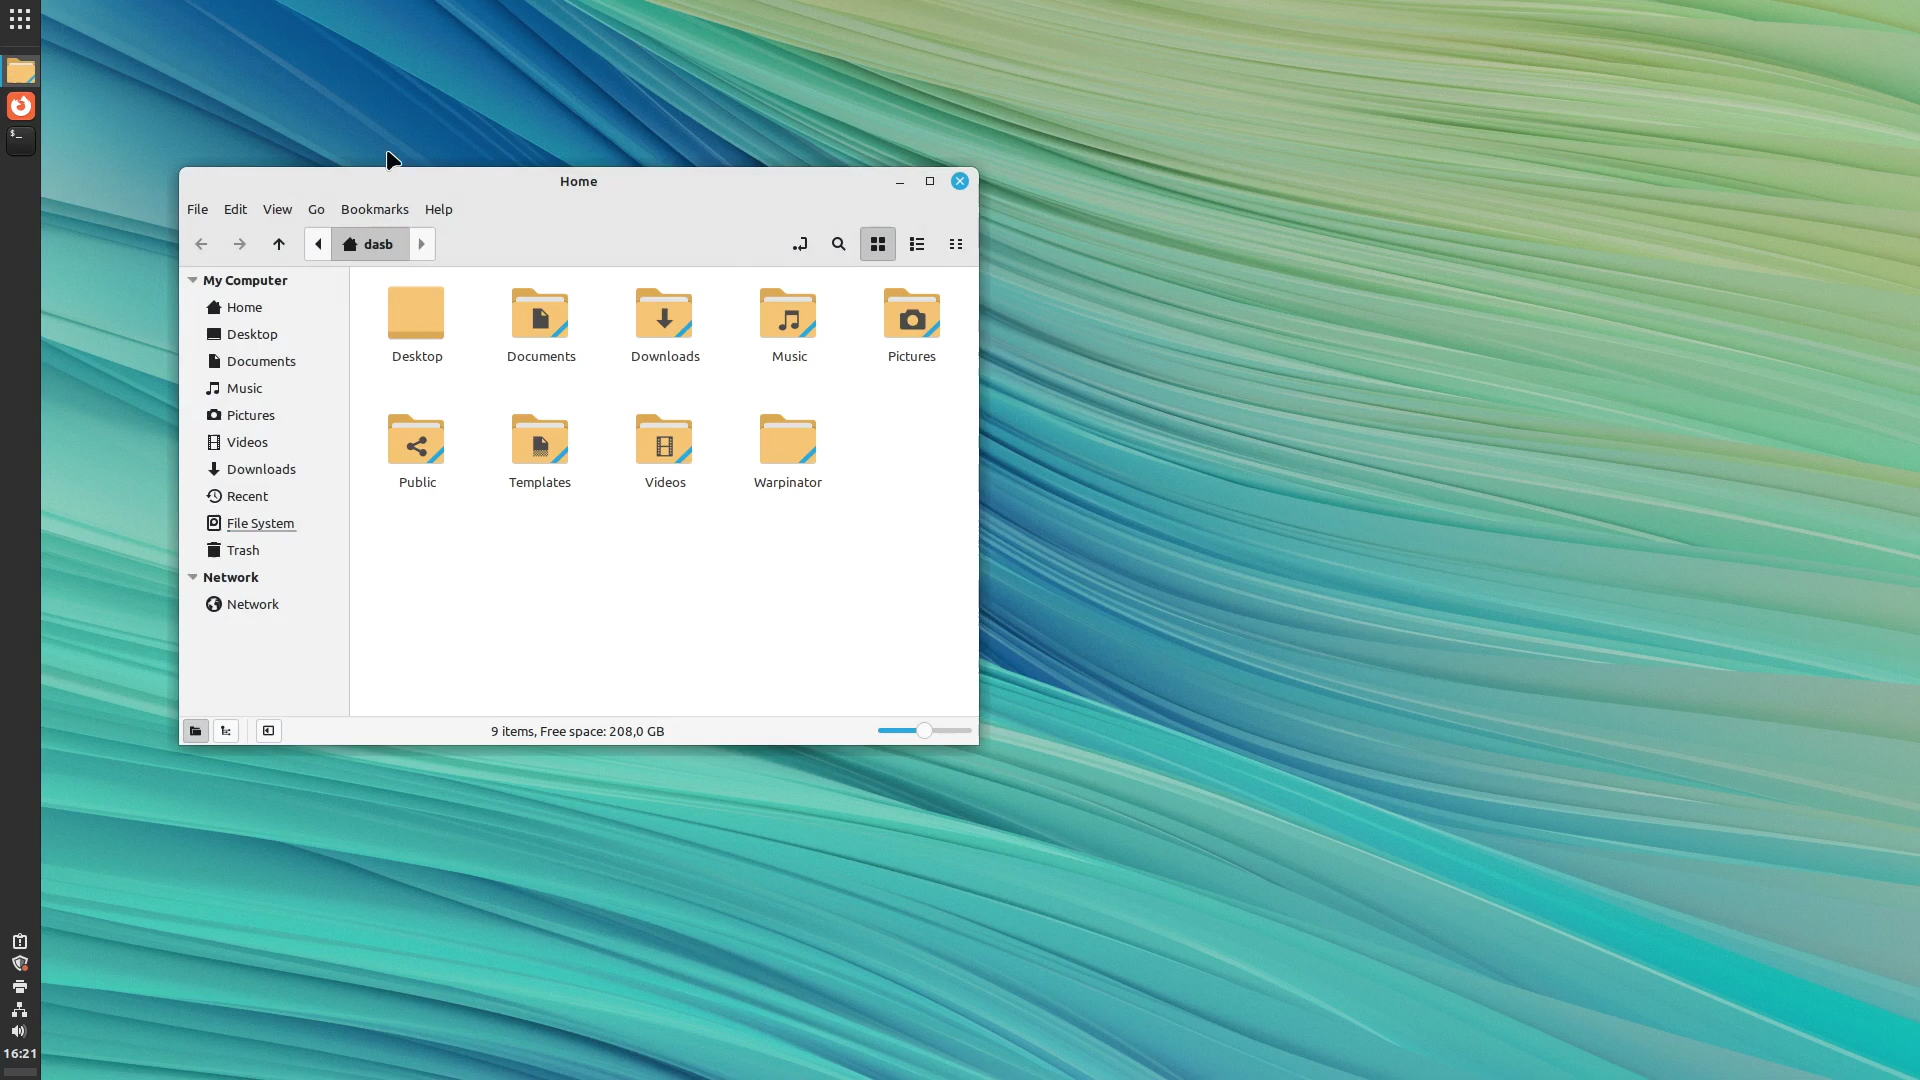 Home
File Edit View Go Bookmarks Help
dasb
My Computer
Home
Desktop
Documents
Music
Pictures
Videos
Downloads
Recent
File System
Trash
Network
Network
Desktop Documents Downloads Music Pictures
Public Templates Videos Warpinator
9 items, Free space: 208,0 GB
$_
16:21